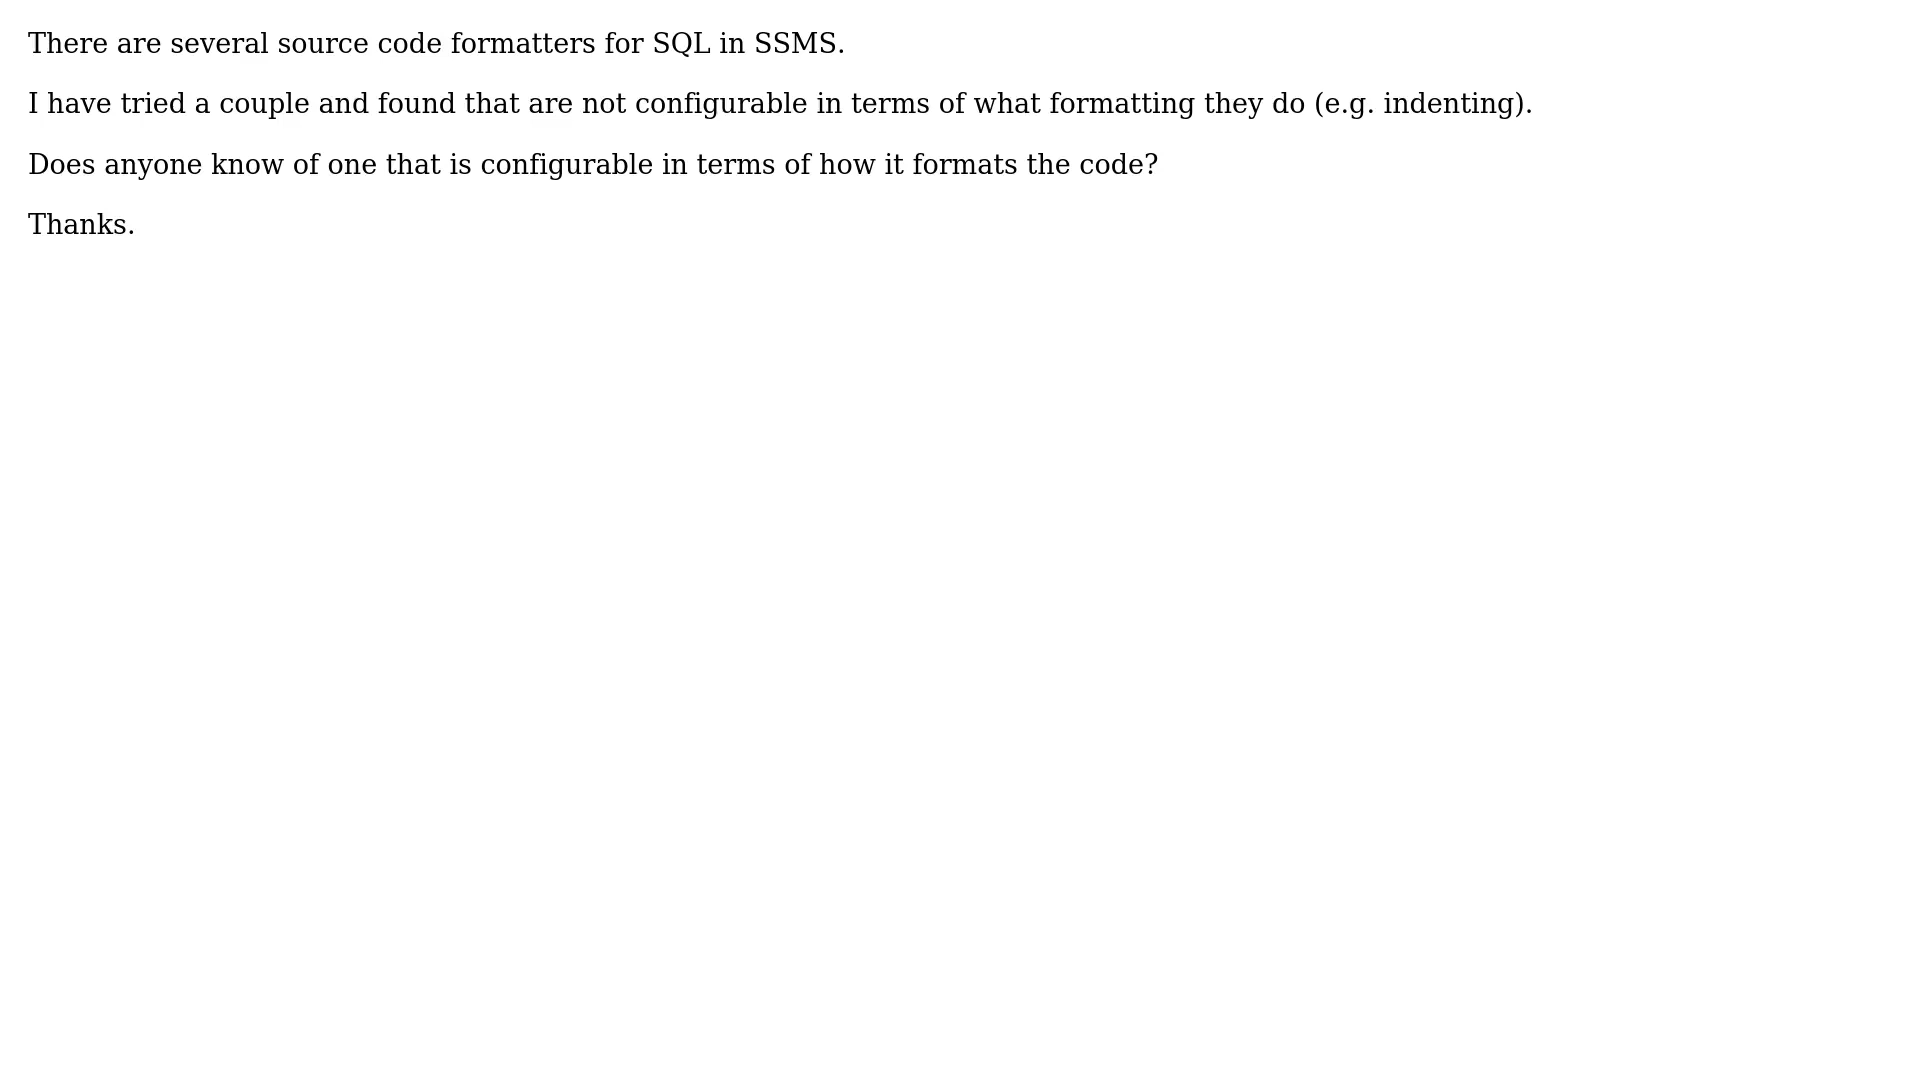 There are several source code formatters for SQL in SSMS.
I have tried a couple and found that are not configurable in terms of what formatting they do (e.g. indenting).
Does anyone know of one that is configurable in terms of how it formats the code?
Thanks.